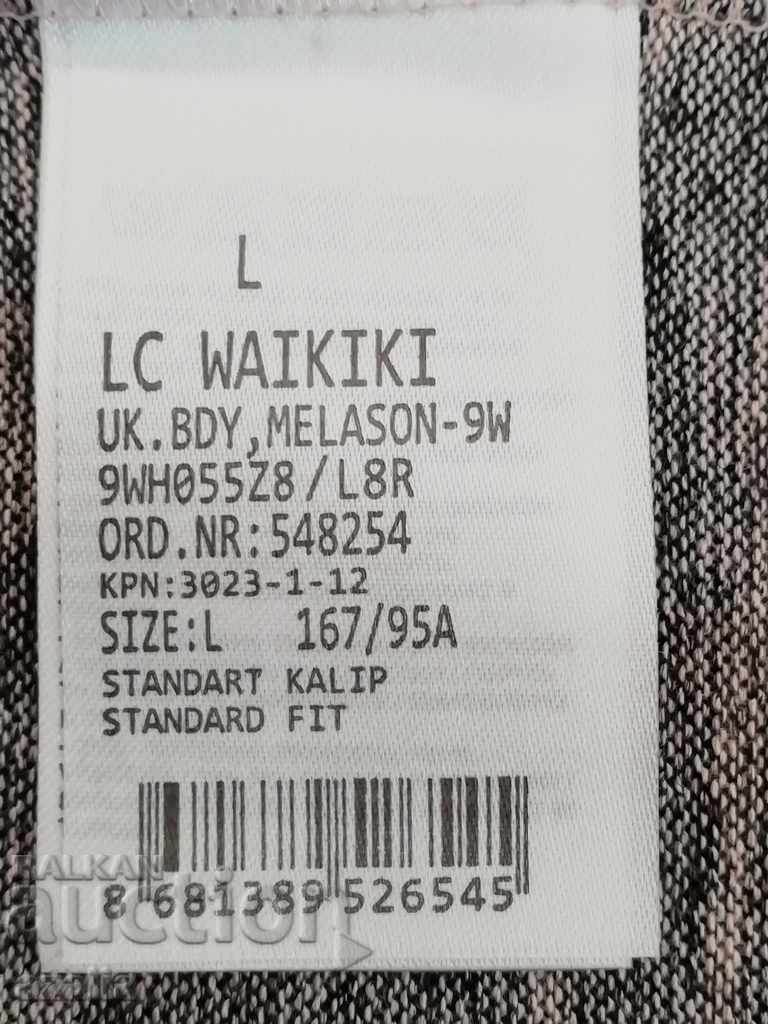 L
LC WAIKIKI
UK.BDY,MELASON-9W
9WH055Z8/L8R
ORD.NR:548254
KPN:3023-1-12
SIZE:L 167/95A
STANDART KALIP
STANDARD FIT
8 681389 526545
BALKAN
auction